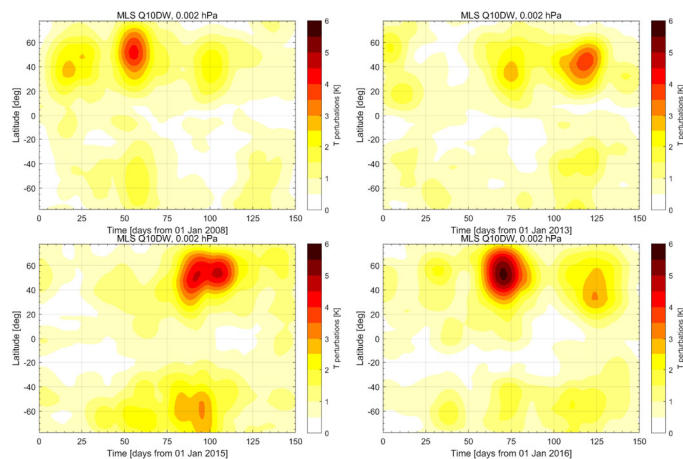 MLS Q10DW, 0.002 hPa
80
60
40
20
0
-20
-40
-60
Latitude [deg]
0 25 50 75 100 125 150
Time [days from 01 Jan 2008]
6
5
4
3
2
1
0
T perturbations [K]
MLS Q10DW, 0.002 hPa
80
60
40
20
0
-20
-40
-60
Latitude [deg]
0 25 50 75 100 125 150
Time [days from 01 Jan 2013]
6
5
4
3
2
1
0
T perturbations [K]
MLS Q10DW, 0.002 hPa
60
40
20
0
-20
-40
-60
Latitude [deg]
0 25 50 75 100 125 150
Time [days from 01 Jan 2015]
6
5
4
3
2
1
0
T perturbations [K]
MLS Q10DW, 0.002 hPa
60
40
20
0
-20
-40
-60
Latitude [deg]
0 25 50 75 100 125 150
Time [days from 01 Jan 2016]
6
5
4
3
2
1
0
T perturbations [K]